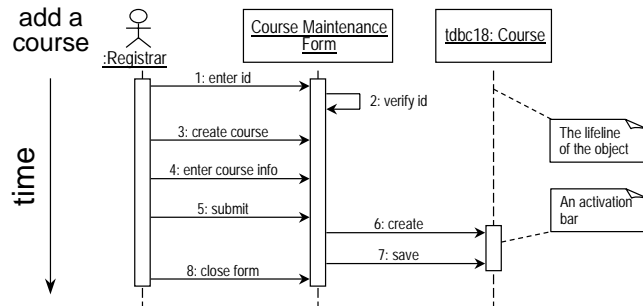 add a
course
:Registrar
Course Maintenance
Form
tdbc18: Course
1: enter id
2: verify id
3: create course
4: enter course info
5: submit
6: create
7: save
8: close form
The lifeline
of the object
An activation
bar
time